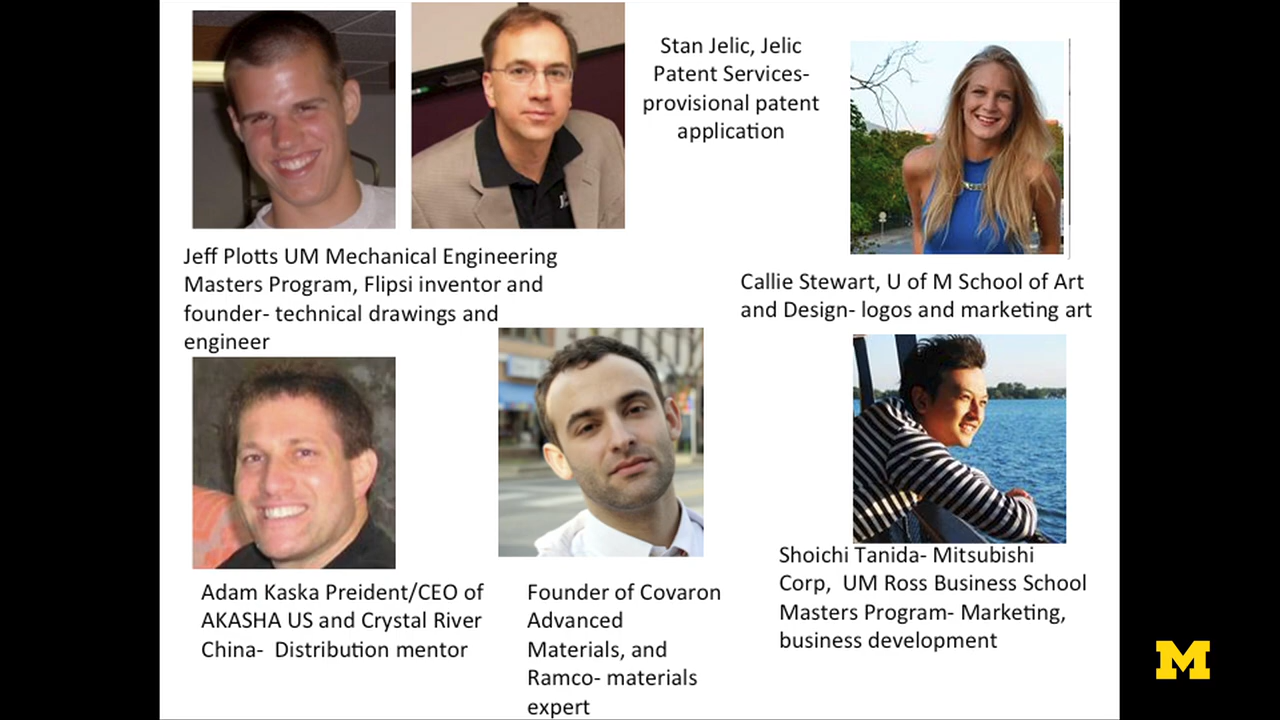 Stan Jelic, Jelic
Patent Services-
provisional patent
application
Jeff Plotts UM Mechanical Engineering
Masters Program, Flipsi inventor and
founder- technical drawings and
engineer
Callie Stewart, U of M School of Art
and Design- logos and marketing art
Adam Kaska Preident/CEO of
AKASHA US and Crystal River
China-  Distribution mentor
Founder of Covaron
Advanced
Materials, and
Ramco- materials
expert
Shoichi Tanida- Mitsubishi
Corp,  UM Ross Business School
Masters Program- Marketing,
business development
M